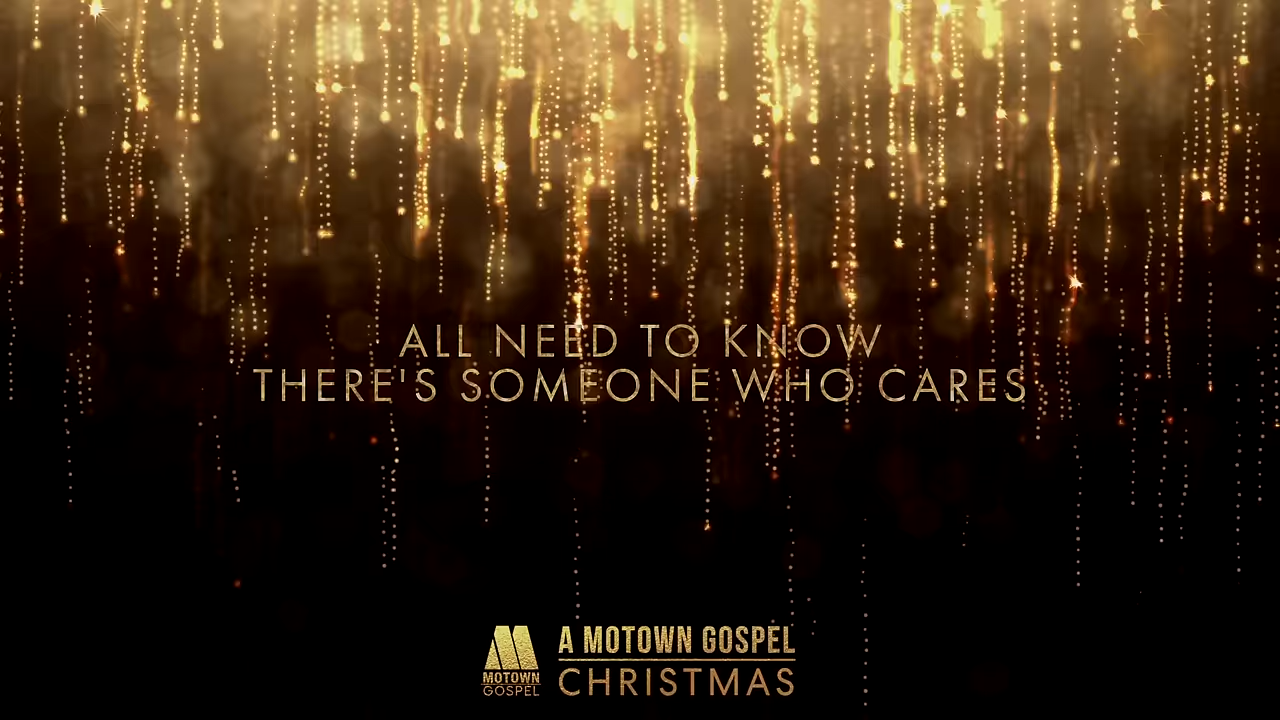 ALL NEED TO KNOW
THERE'S SOMEONE WHO CARES
MOTOWN
GOSPEL
A MOTOWN GOSPEL
CHRISTMAS